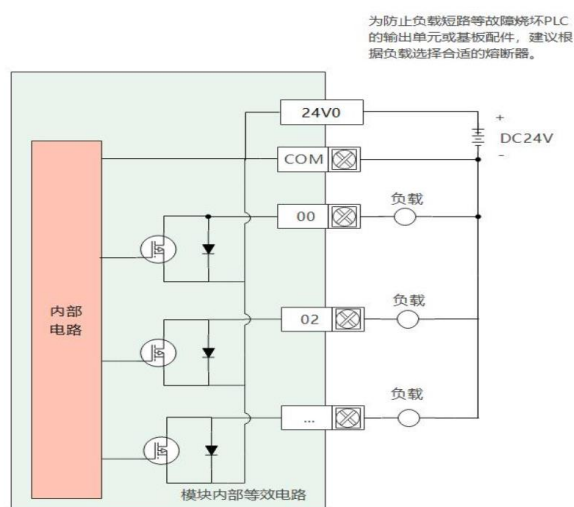 为防止负载短路等故障烧坏PLC
的输出单元或基板配件，建议根
据负载选择合适的熔断器。
24V0
+
DC24V
-
COM
00
负载
内部
电路
02
负载
...
负载
模块内部等效电路